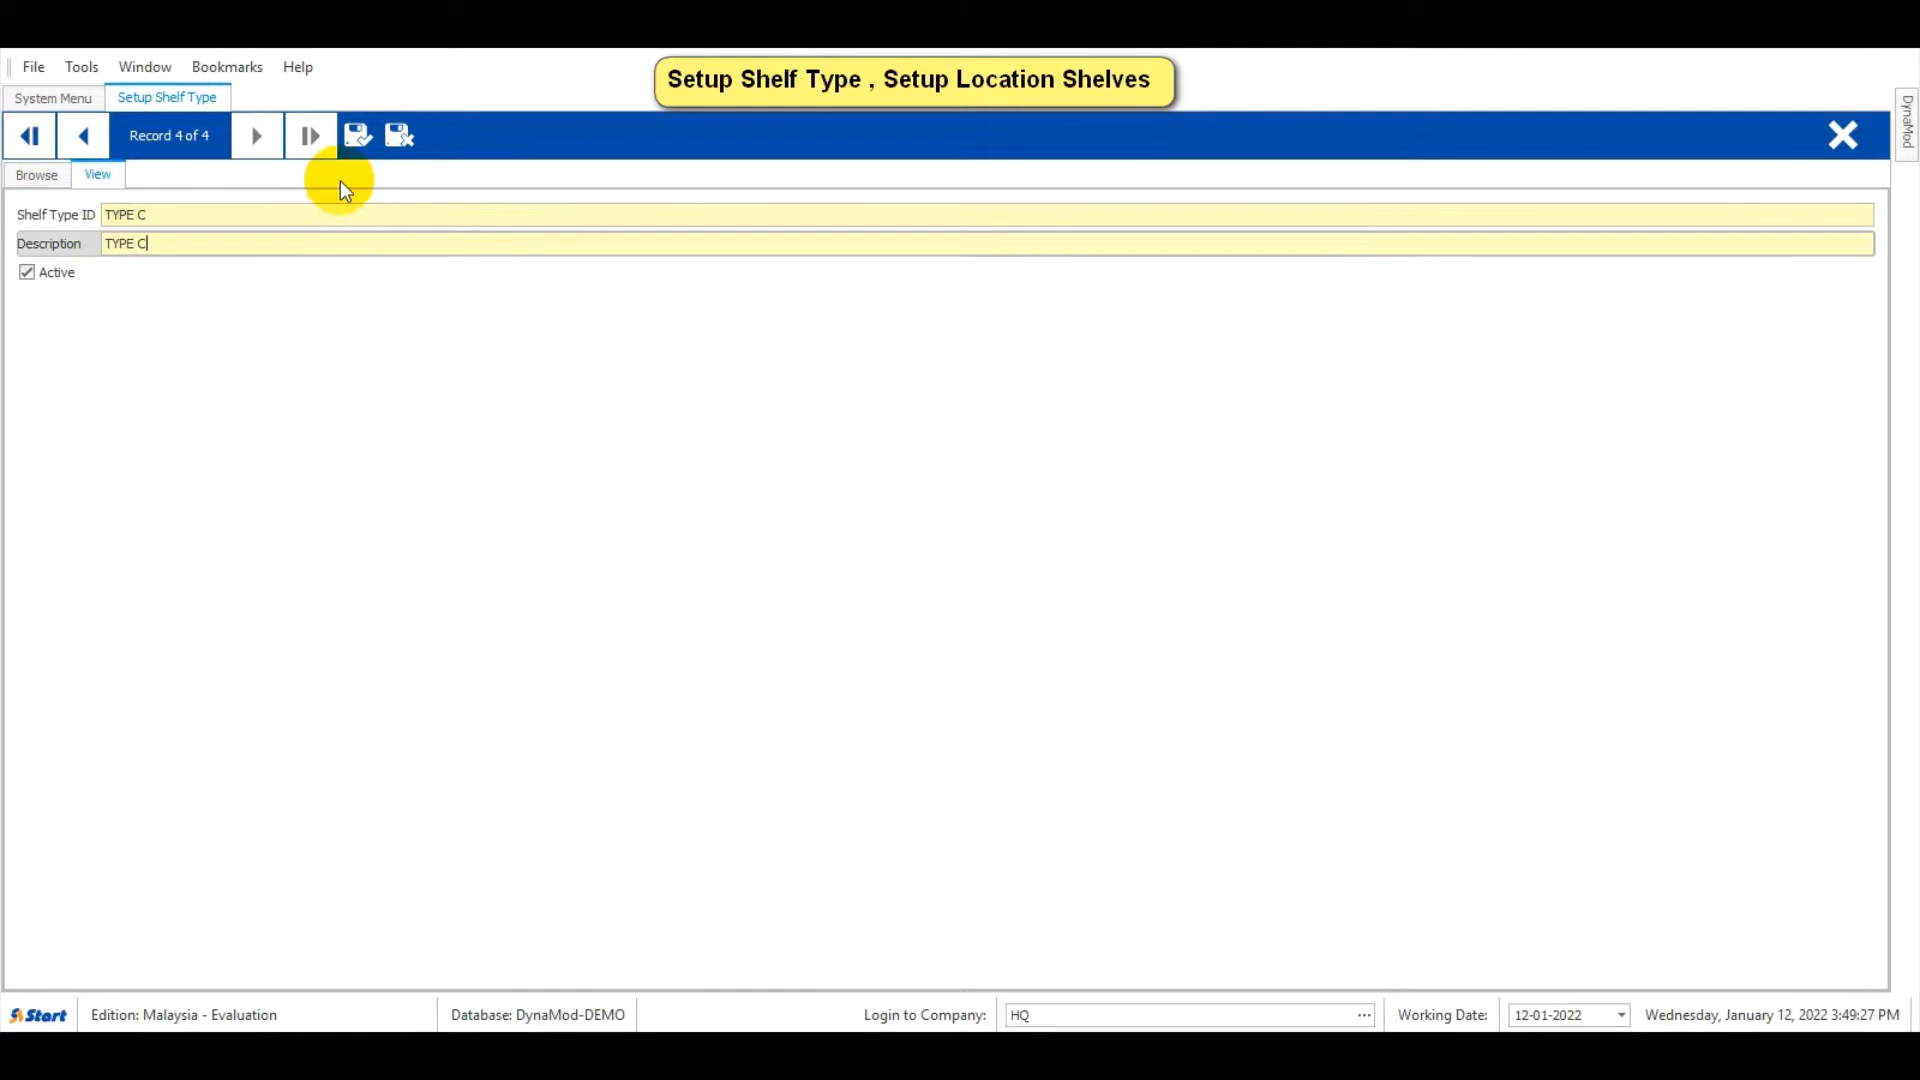 File Tools Window Bookmarks Help
Setup Shelf Type , Setup Location Shelves
System Menu Setup Shelf Type
DynaMod
Record 4 of 4
Browse View
Shelf Type ID TYPE C
Description TYPE C
Active
Start Edition: Malaysia - Evaluation Database: DynaMod-DEMO Login to Company: HQ ... Working Date: 12-01-2022 Wednesday, January 12, 2022 3:49:27 PM